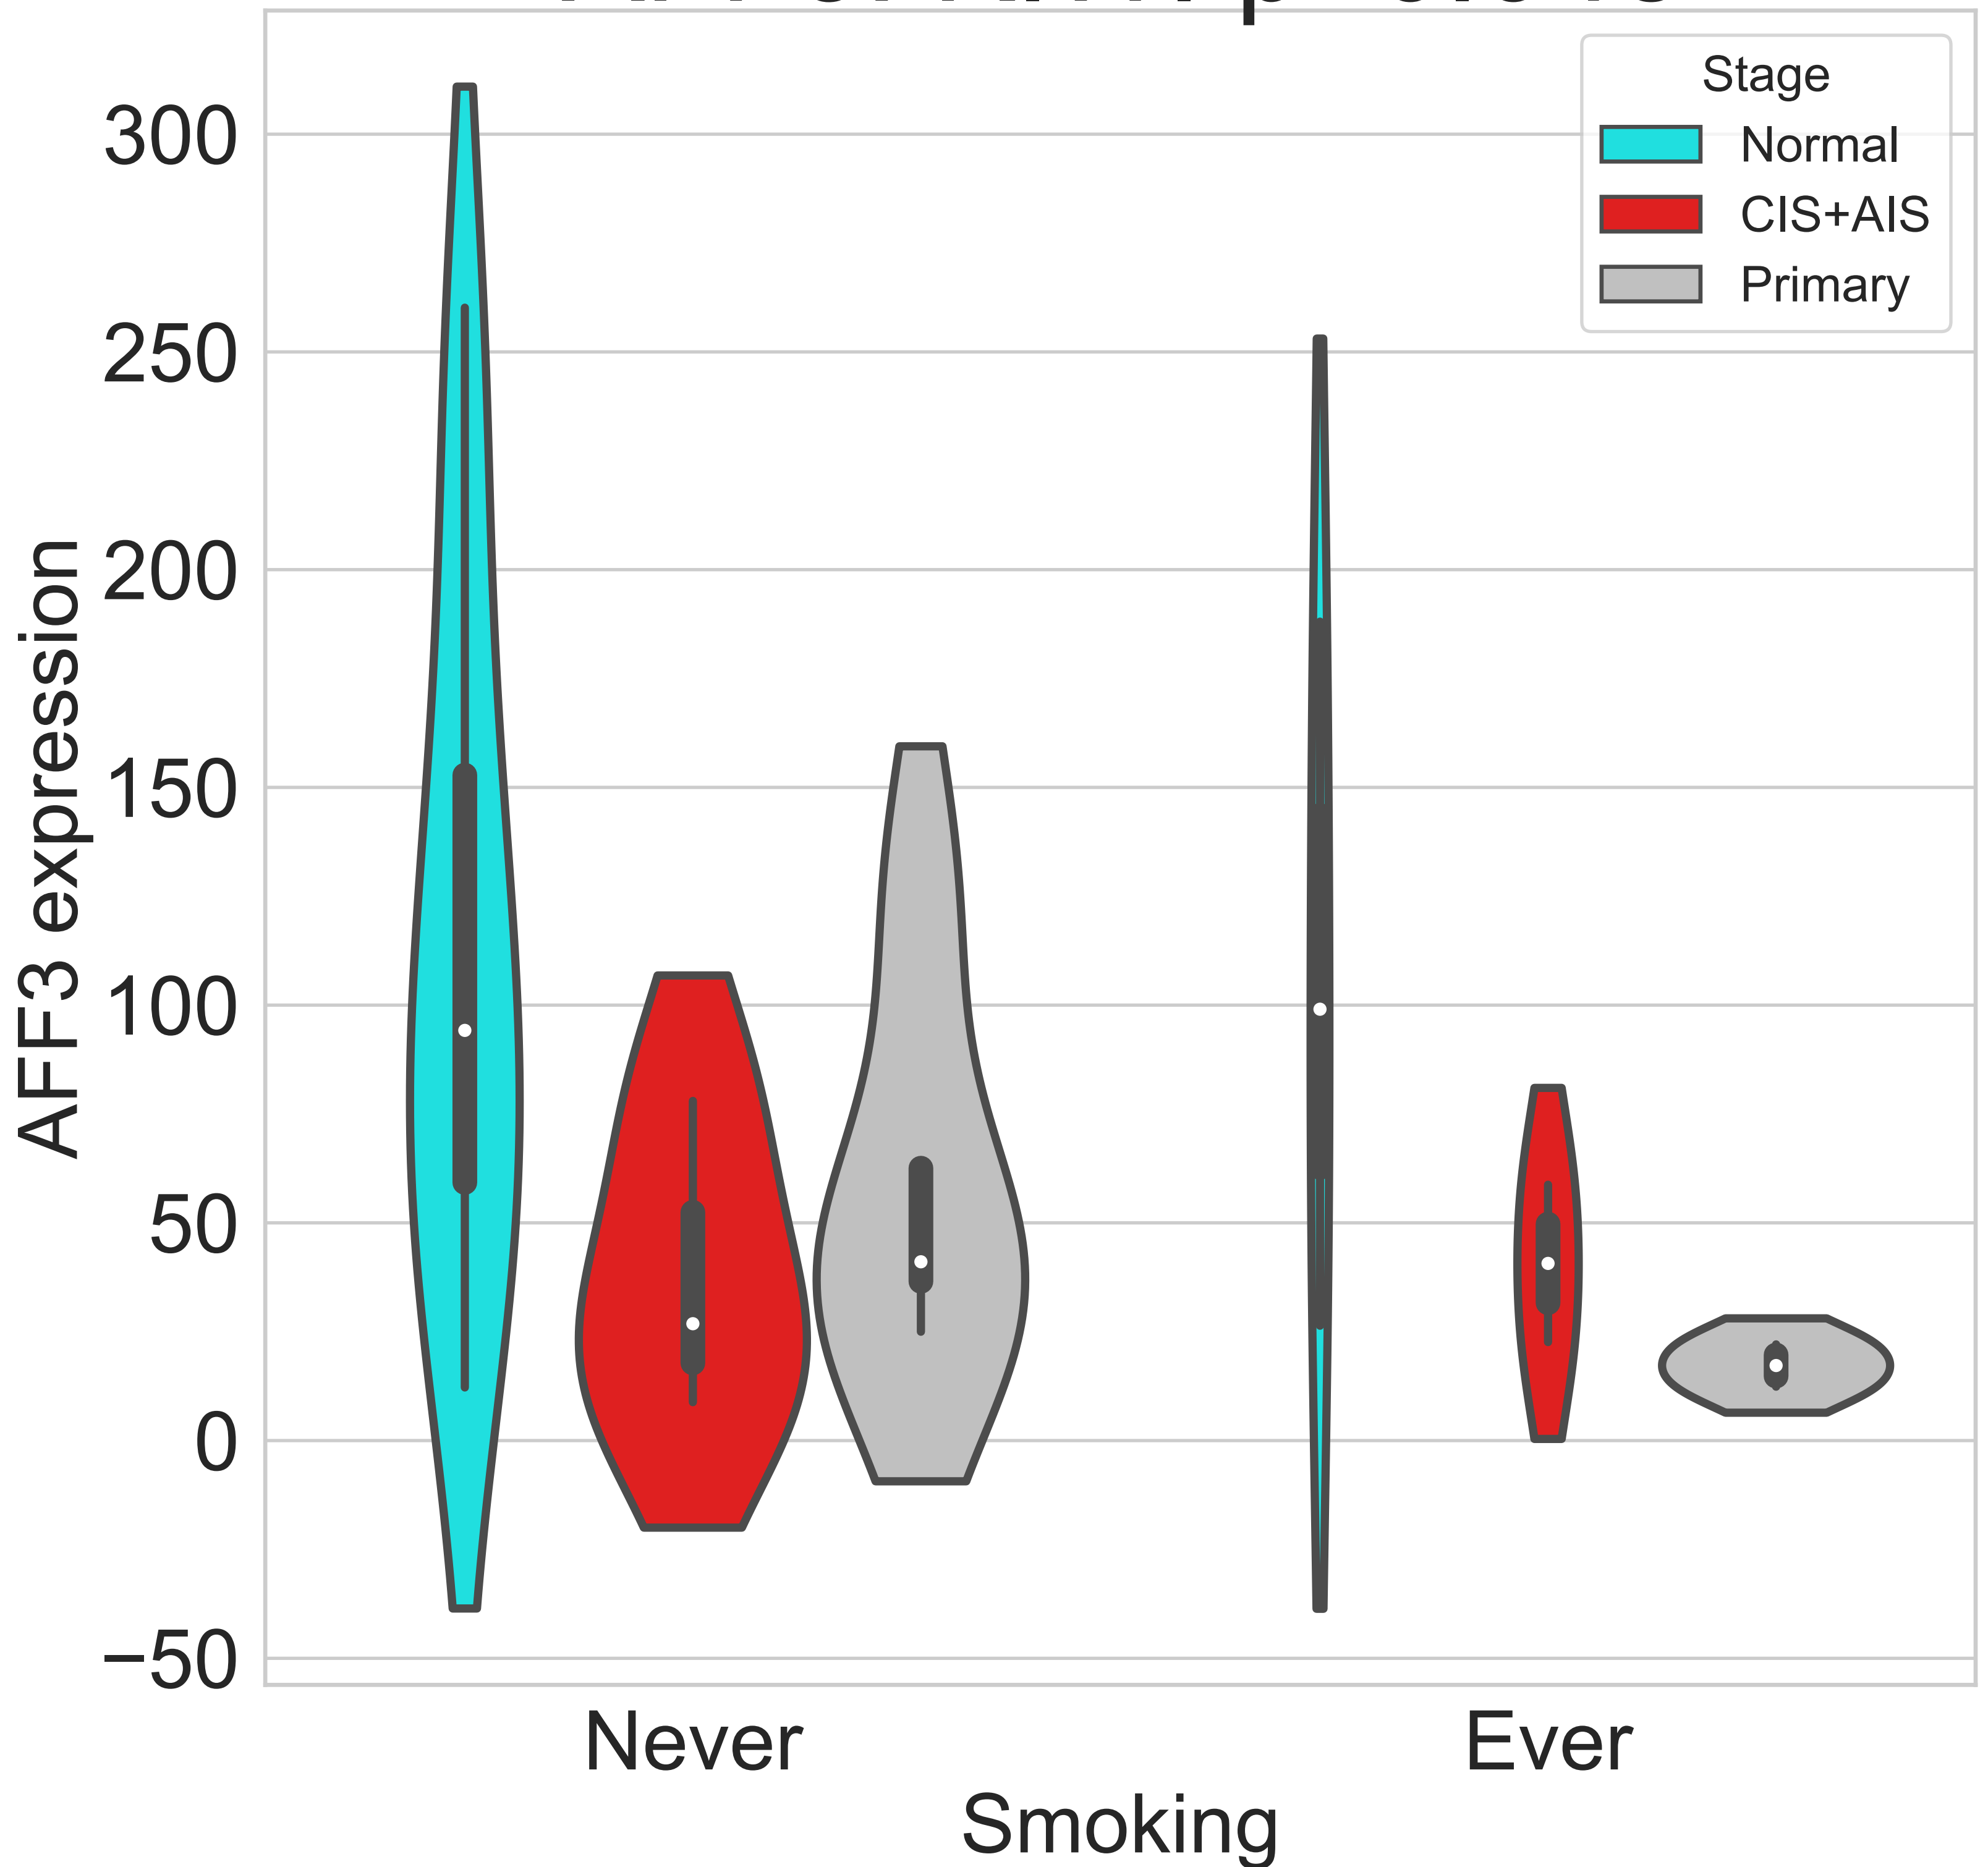 Stage
Normal
CIS+AIS
Primary
300
250
200
150
100
50
0
−50
AFF3 expression
Never
Ever
Smoking